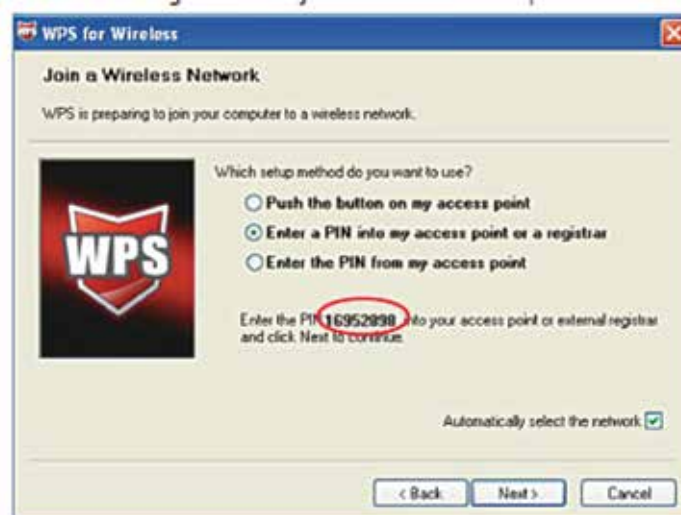 WPS for Wireless
Join a Wireless Network
WPS is preparing to join your computer to a wireless network.
Which setup method do you want to use?
Push the button on my access point
Enter a PIN into my access point or a registrar
Enter the PIN from my access point
WPS
Enter the PIN 16952898 into your access point or external registrar
and click Next to continue.
Automatically select the network
< Back
Next >
Cancel